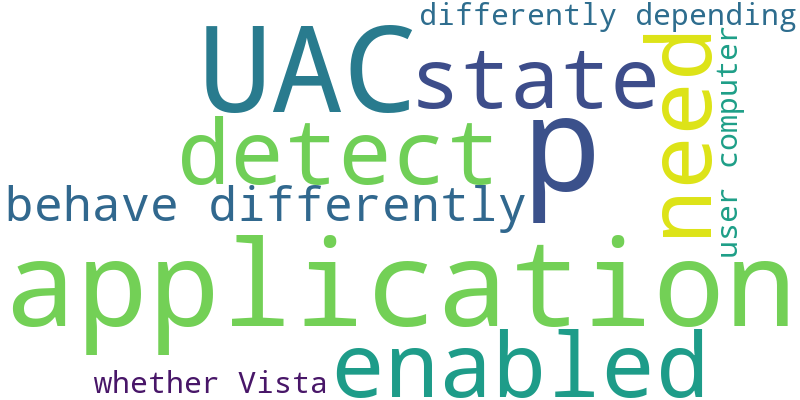 differently depending
UAC
state
need
user computer
detect
p
behave differently
application
enabled
whether Vista